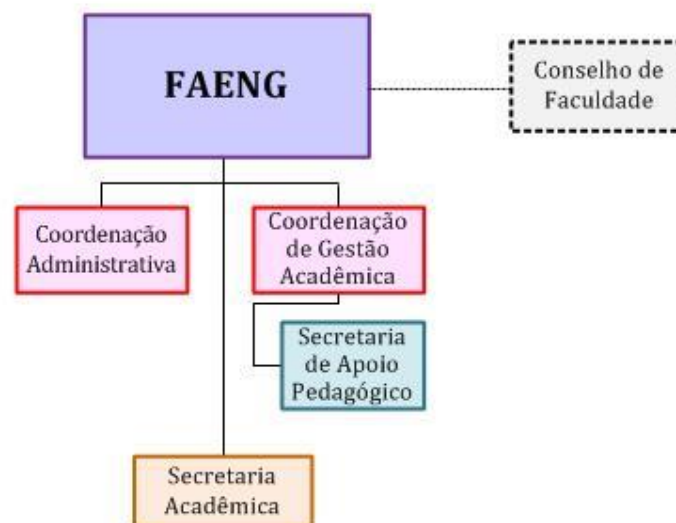 FAENG
Conselho de
Faculdade
Coordenação
Administrativa
Coordenação
de Gestão
Acadêmica
Secretaria
de Apoio
Pedagógico
Secretaria
Acadêmica